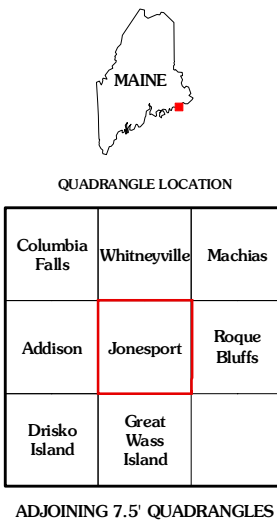 MAINE
QUADRANGLE LOCATION
Columbia
Falls
Whitneyville
Machias
Addison
Jonesport
Roque
Bluffs
Drisko
Island
Great
Wass
Island
ADJOINING 7.5' QUADRANGLES